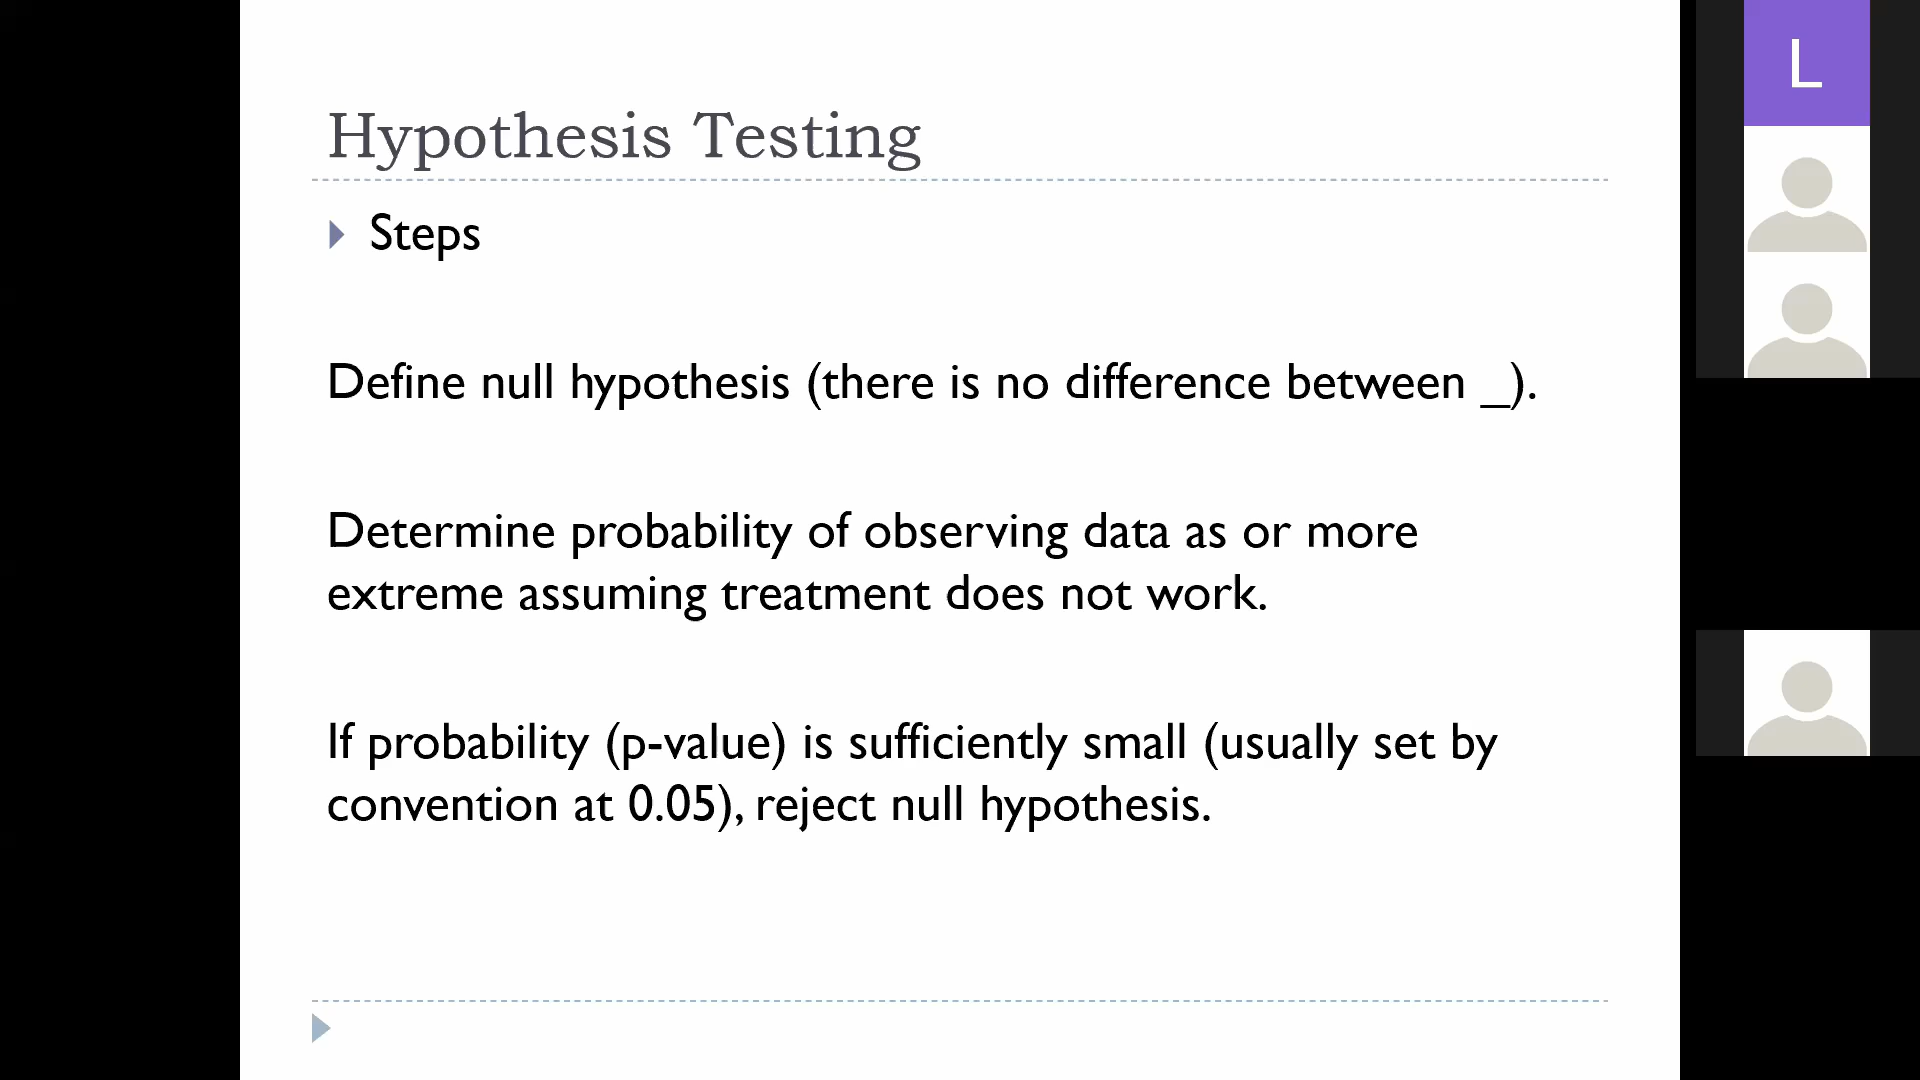 Hypothesis Testing
Steps
Define null hypothesis (there is no difference between _).
Determine probability of observing data as or more
extreme assuming treatment does not work.
If probability (p-value) is sufficiently small (usually set by
convention at 0.05), reject null hypothesis.
L